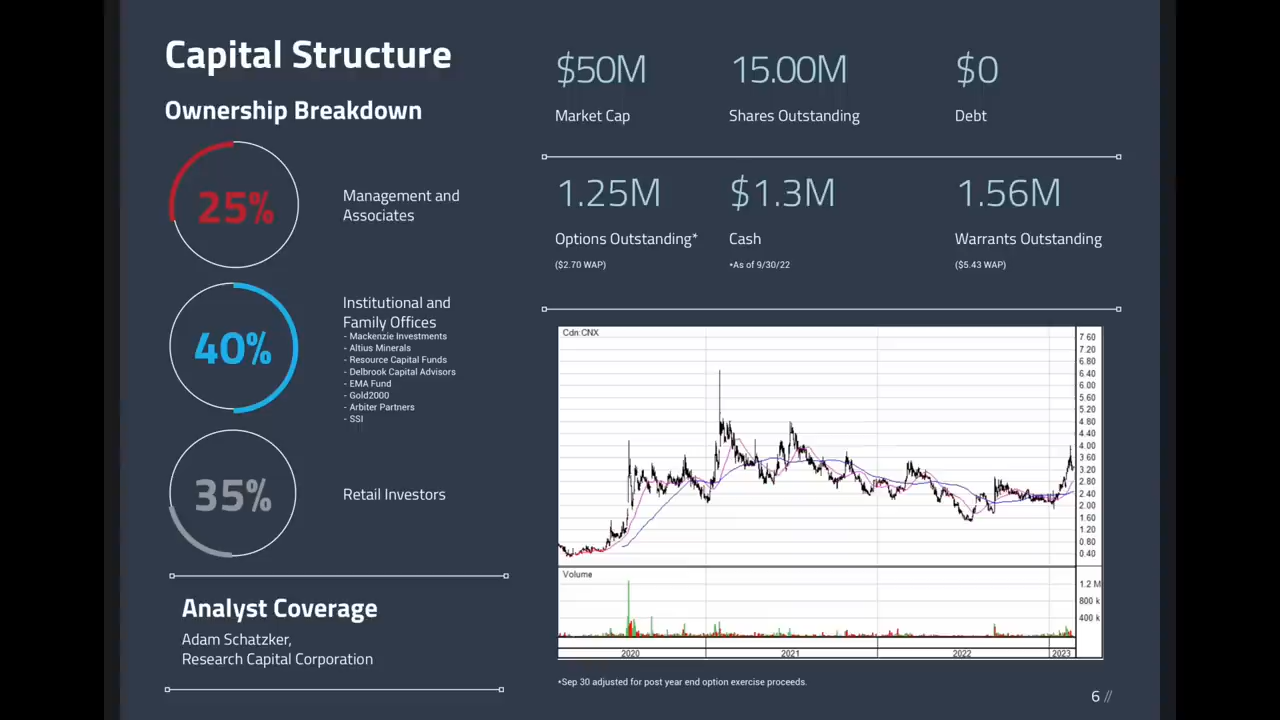 Capital Structure
Ownership Breakdown
25%
Management and
Associates
40%
Institutional and
Family Offices
- Mackenzie Investments
- Altius Minerals
- Resource Capital Funds
- Delbrook Capital Advisors
- EMA Fund
- Gold2000
- Arbiter Partners
- SSI
35%
Retail Investors
Analyst Coverage
Adam Schatzker,
Research Capital Corporation
$50M 15.00M $0
Market Cap Shares Outstanding Debt
1.25M $1.3M 1.56M
Options Outstanding* Cash Warrants Outstanding
($2.70 WAP) *As of 9/30/22 ($5.43 WAP)
Cdn:CNX
7.60
7.20
6.80
6.40
6.00
5.60
5.20
4.80
4.40
4.00
3.60
3.20
2.80
2.40
2.00
1.60
1.20
0.80
0.40
Volume
1.2 M
800 k
400 k
2020 2021 2022 2023
*Sep 30 adjusted for post year end option exercise proceeds.
6 //